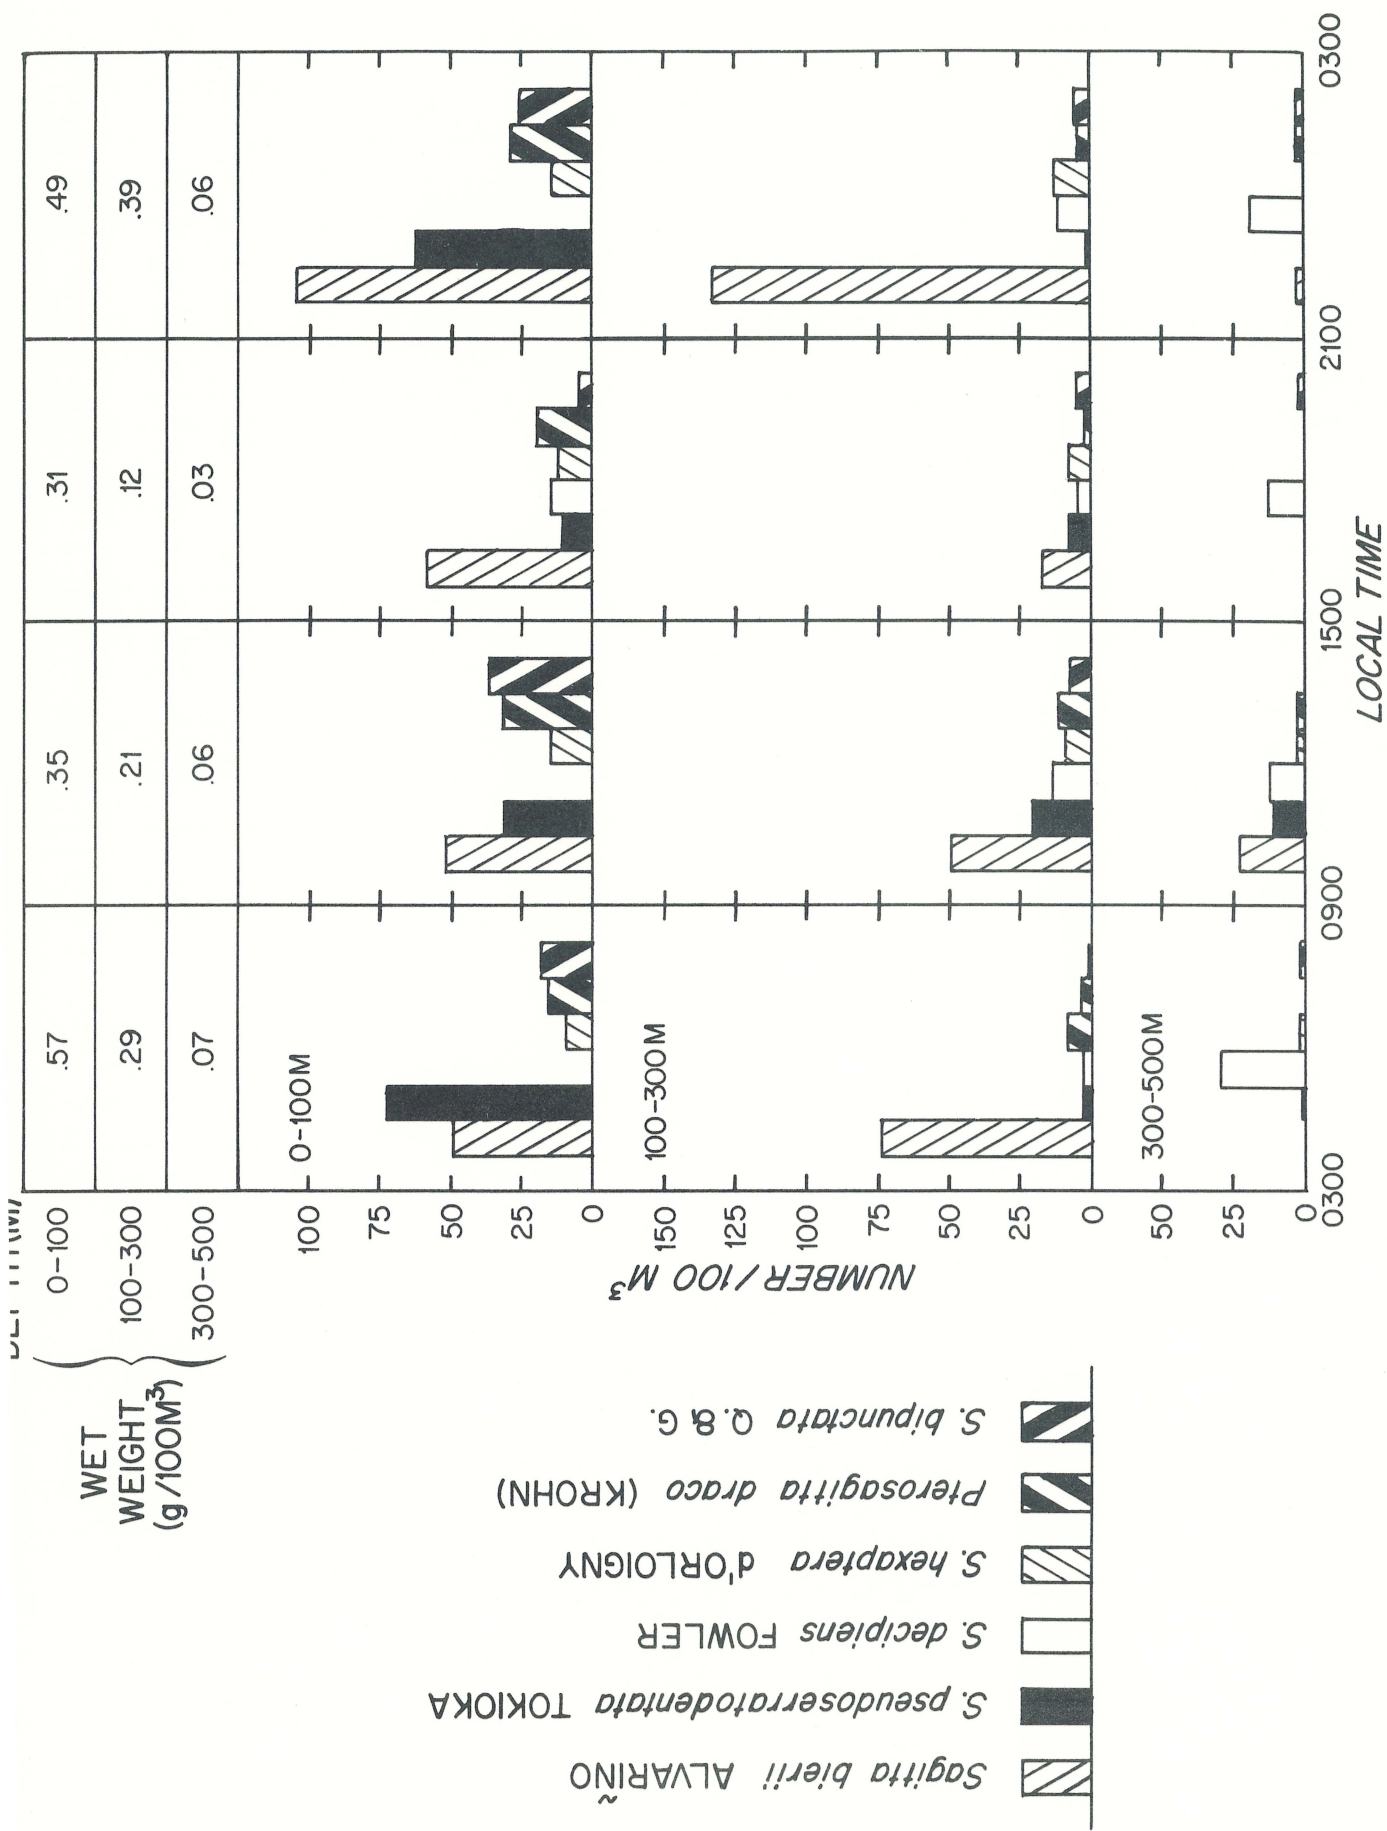 DEPTH(M)
0-100 .57 .35 .31 .49
100-300 .29 .21 .12 .39
300-500 .07 .06 .03 .06
WET
WEIGHT
(g/100M³)
0-100M
100
75
50
25
0
100-300M
150
125
100
75
50
25
0
300-500M
50
25
0
NUMBER/100 M³
0300 0900 1500 2100 0300
LOCAL TIME
Sagitta bierii ALVARIÑO
S. pseudoserratodentata TOKIOKA
S. decipiens FOWLER
S. hexaptera d'ORLOIGNY
Pterosagitta draco (KROHN)
S. bipunctata Q. & G.